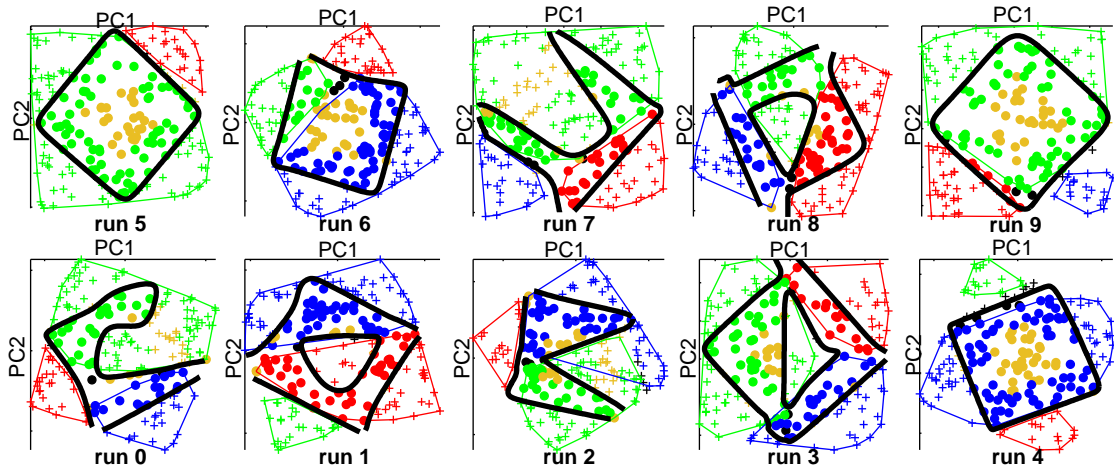 PC1 PC1 PC1 PC1 PC1
PC2 PC2 PC2 PC2 PC2
run 5 run 6 run 7 run 8 run 9
PC1 PC1 PC1 PC1 PC1
PC2 PC2 PC2 PC2 PC2
run 0 run 1 run 2 run 3 run 4